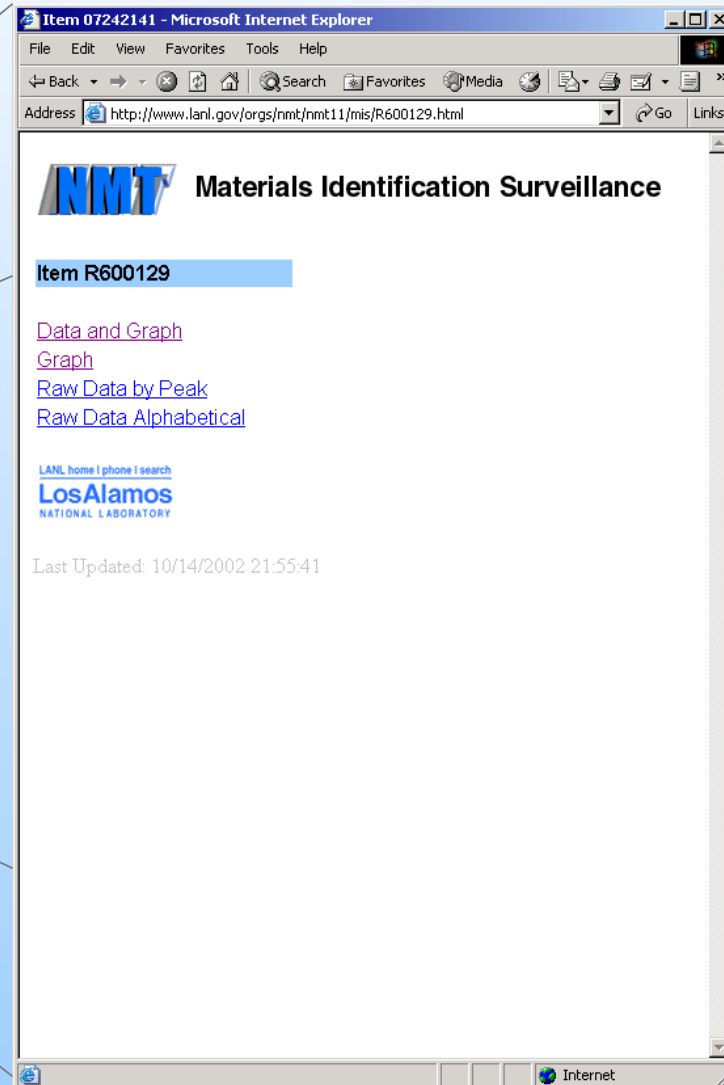 Item 07242141 - Microsoft Internet Explorer
File Edit View Favorites Tools Help
Back Search Favorites Media
Address http://www.lanl.gov/orgs/nmt/nmt11/mis/R600129.html Go Links
NMT Materials Identification Surveillance
Item R600129
Data and Graph
Graph
Raw Data by Peak
Raw Data Alphabetical
LANL home | phone | search
Los Alamos
NATIONAL LABORATORY
Last Updated: 10/14/2002 21:55:41
Internet